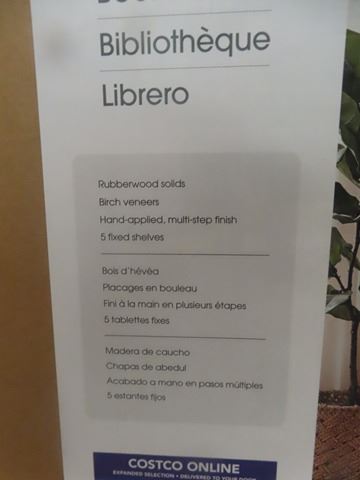 Bibliothèque
Librero
Rubberwood solids
Birch veneers
Hand-applied, multi-step finish
5 fixed shelves
Bois d'hévéa
Placages en bouleau
Fini à la main en plusieurs étapes
5 tablettes fixes
Madera de caucho
Chapas de abedul
Acabado a mano en pasos múltiples
5 estantes fijos
COSTCO ONLINE
EXPANDED SELECTION • DELIVERED TO YOUR DOOR